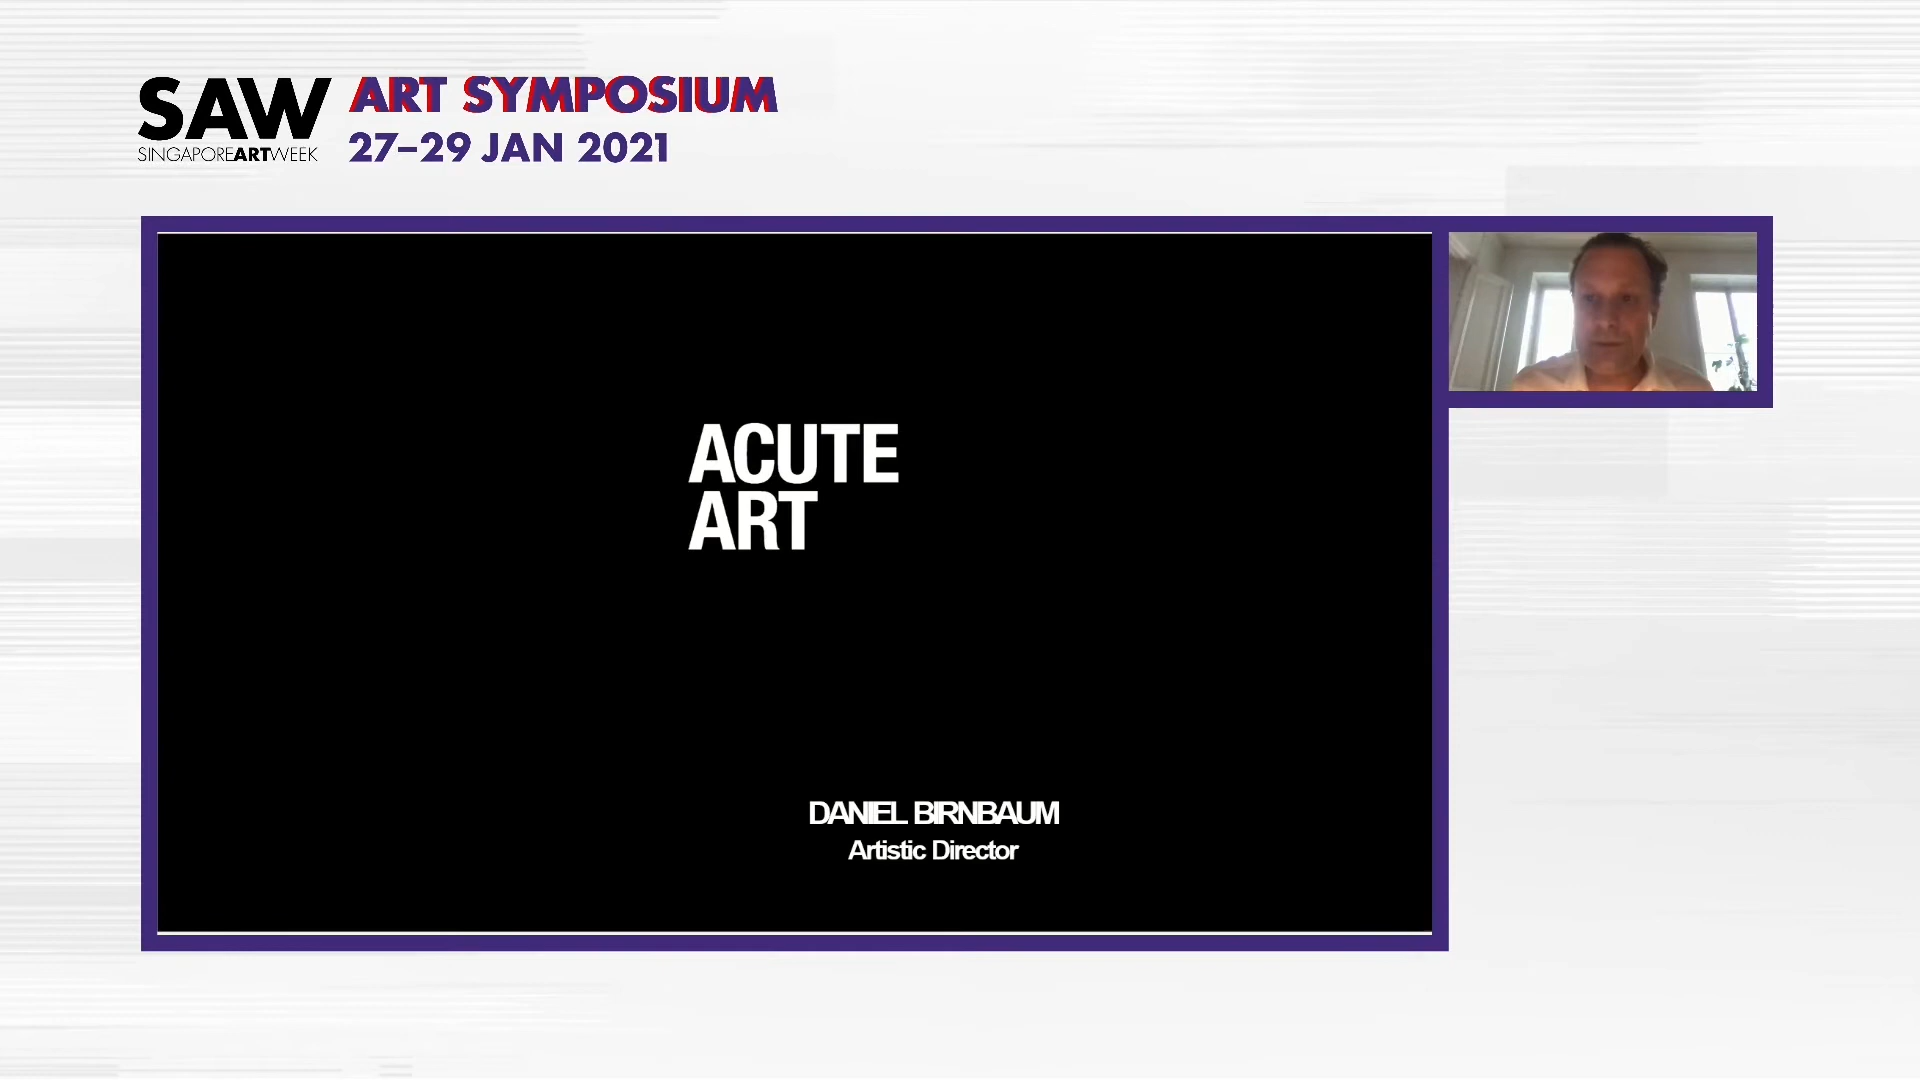 SAW
SINGAPOREARTWEEK
ART SYMPOSIUM
27–29 JAN 2021
ACUTE
ART
DANIEL BIRNBAUM
Artistic Director